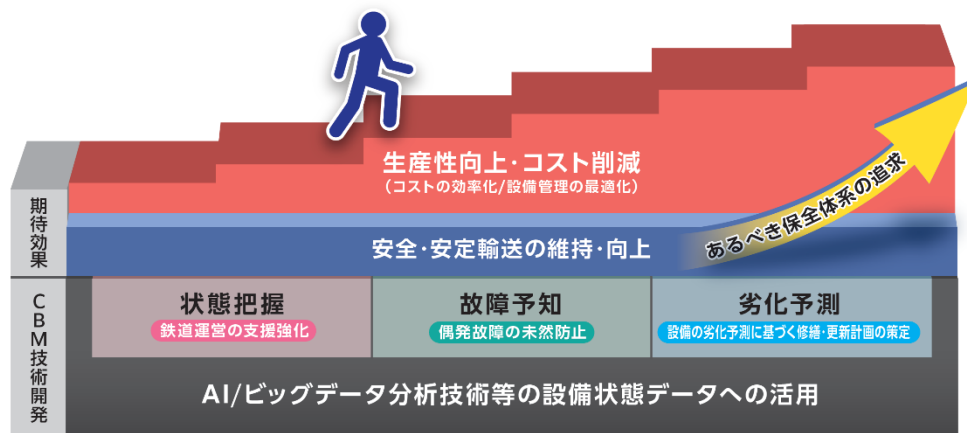 生産性向上・コスト削減
（コストの効率化/設備管理の最適化）
あるべき保全体系の追求
期待効果
安全・安定輸送の維持・向上
CBM技術開発
状態把握
鉄道運営の支援強化
故障予知
偶発故障の未然防止
劣化予測
設備の劣化予測に基づく修繕・更新計画の策定
AI/ビッグデータ分析技術等の設備状態データへの活用